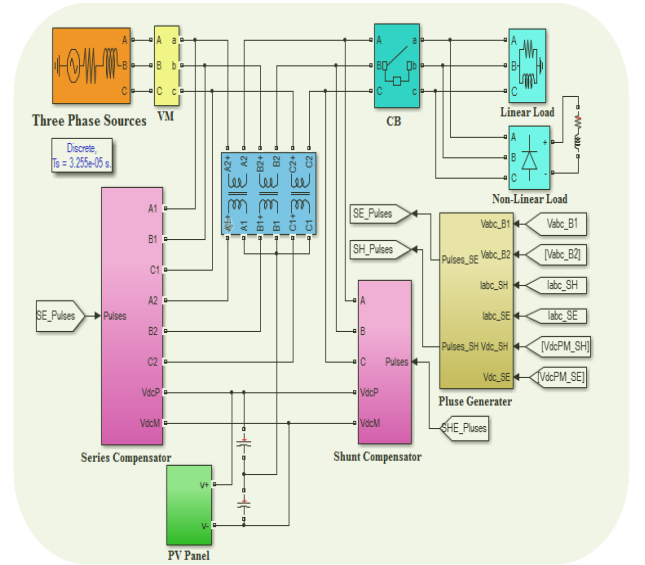 A
B
C
Three Phase Sources
A a
B b
C c
VM
A a
B b
C c
CB
A
B
C
Linear Load
A +
B
C -
Non-Linear Load
Discrete,
Ts = 3.255e-05 s.
A2+ A2 B2+ B2 C2+ C2
A1+ A1 B1+ B1 C1+ C1
A1
B1
C1
A2
B2
C2
VdcP
VdcM
Pulses
SE_Pulses
Series Compensator
SE_Pulses
SH_Pulses
A
B
C
Pulses
VdcP
VdcM
Shunt Compensator
SHE_Pluses
Vabc_B1
Pulses_SE Vabc_B2
Iabc_SH
Iabc_SE
Pulses_SH Vdc_SH
Vdc_SE
Pluse Generater
Vabc_B1
[Vabc_B2]
Iabc_SH
Iabc_SE
[VdcPM_SH]
[VdcPM_SE]
v+
v-
PV Panel